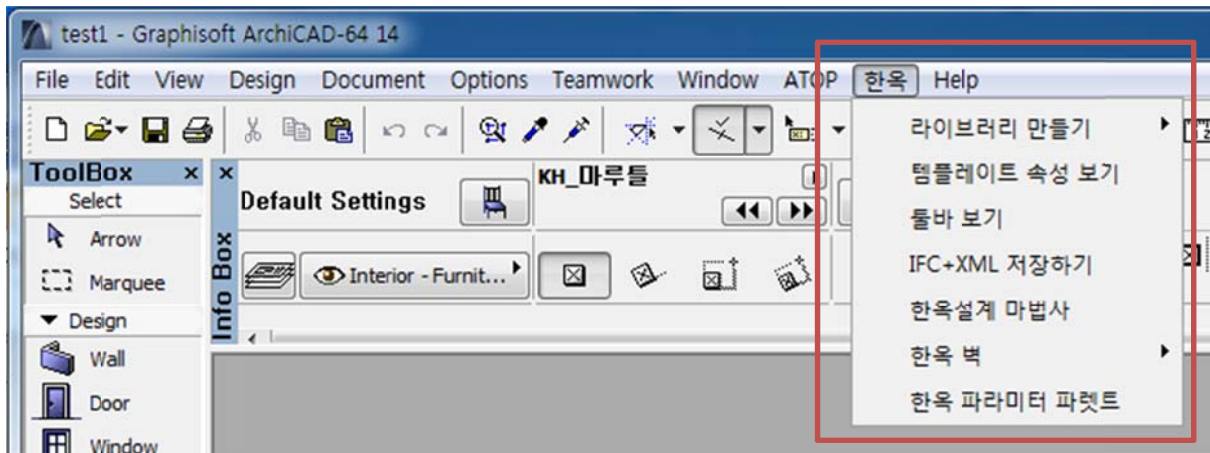 test1 - Graphisoft ArchiCAD-64 14
File Edit View Design Document Options Teamwork Window ATOP 한옥 Help
라이브러리 만들기
템플레이트 속성 보기
툴바 보기
IFC+XML 저장하기
한옥설계 마법사
한옥 벽
한옥 파라미터 파렛트
ToolBox
Select
Arrow
Marquee
Design
Wall
Door
Window
Info Box
Default Settings
KH_마루틀
Interior - Furnit...